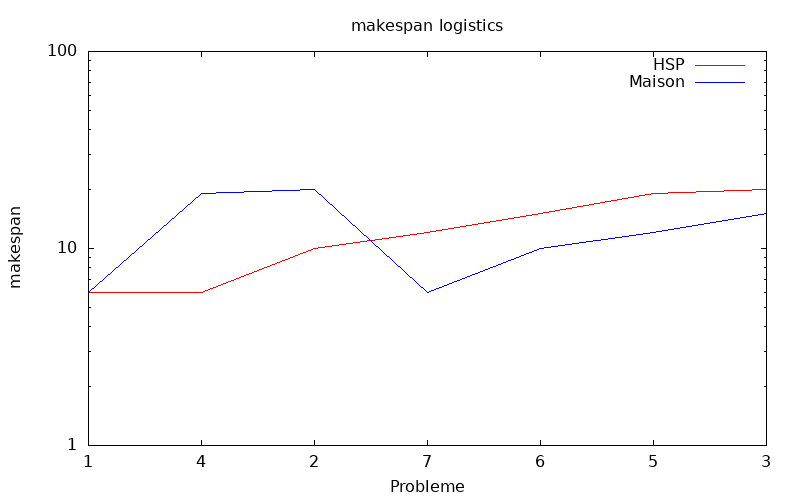 makespan logistics
100
HSP
Maison
makespan
10
1
1 4 2 7 6 5 3
Probleme